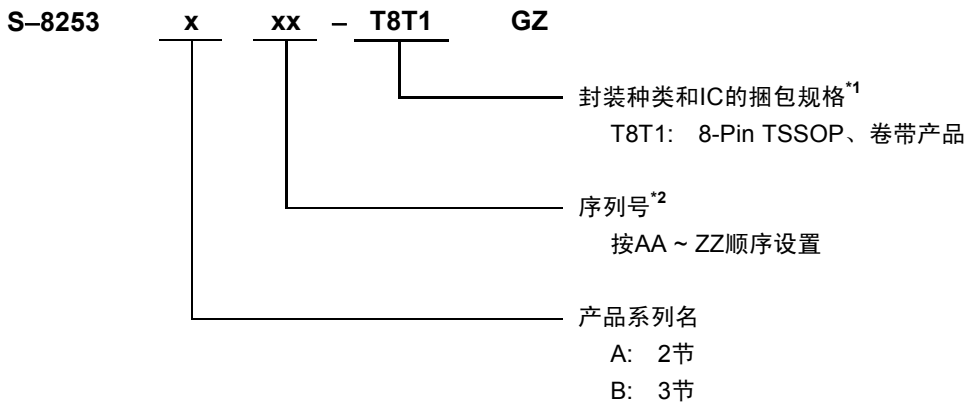 S–8253 x xx – T8T1 GZ
封装种类和IC的捆包规格*1
T8T1: 8-Pin TSSOP、卷带产品
序列号*2
按AA ~ ZZ顺序设置
产品系列名
A: 2节
B: 3节